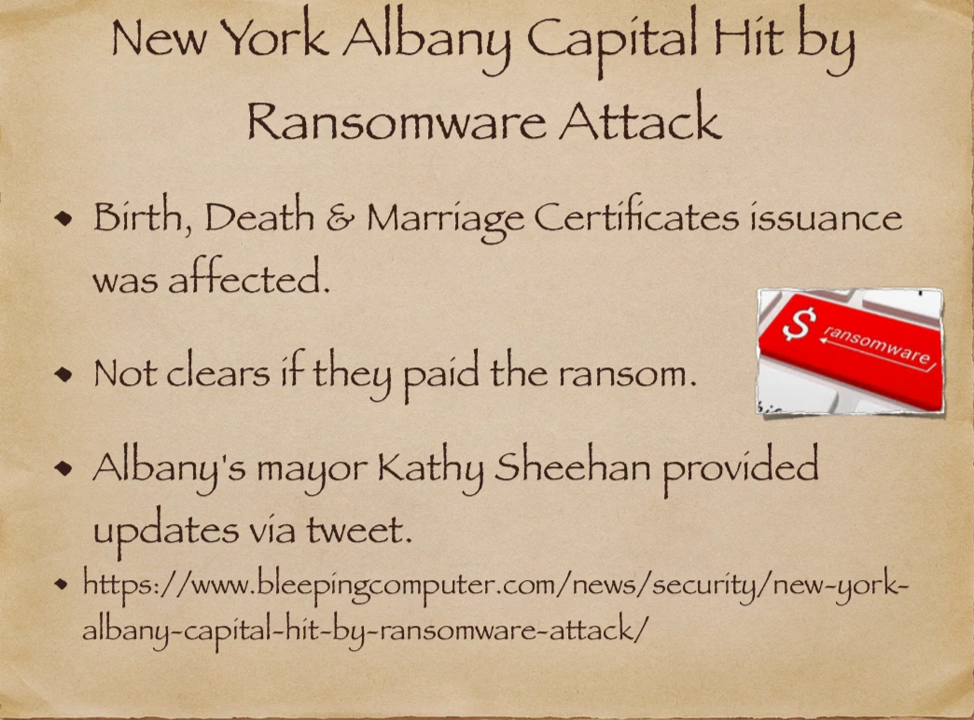 New York Albany Capital Hit by
Ransomware Attack
• Birth, Death & Marriage Certificates issuance
was affected.
$ ransomware
• Not clears if they paid the ransom.
• Albany's mayor Kathy Sheehan provided
updates via tweet.
• https://www.bleepingcomputer.com/news/security/new-york-
albany-capital-hit-by-ransomware-attack/